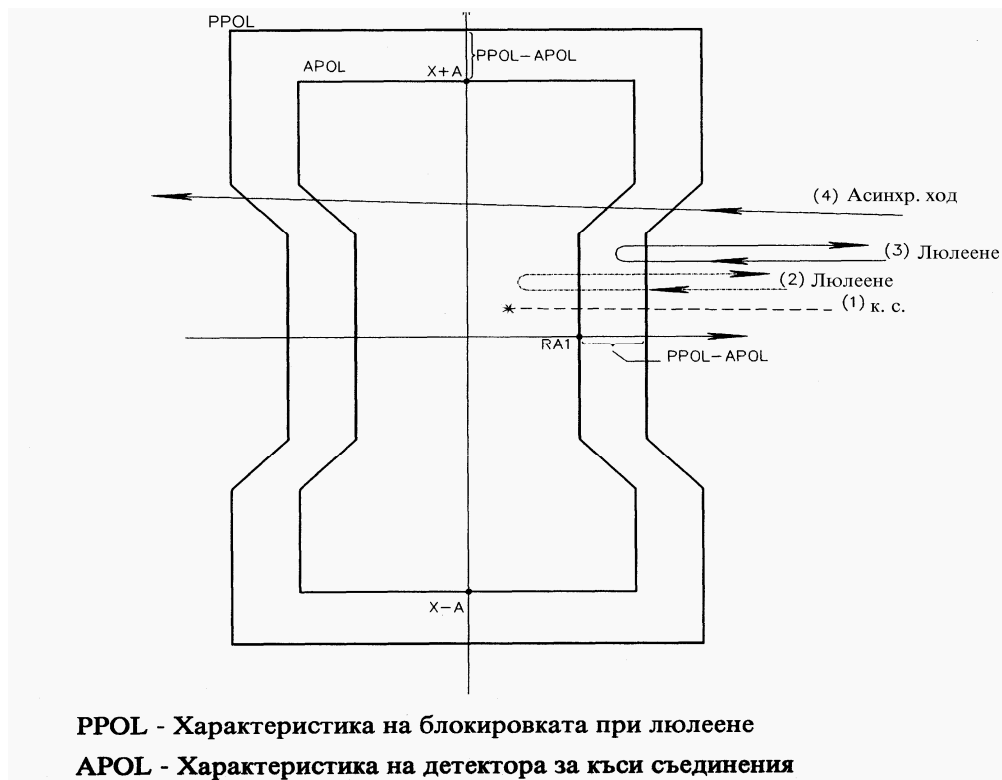 PPOL
PPOL-APOL
APOL
X+A
(4) Асинхр. ход
(3) Люлеене
(2) Люлеене
(1) к. с.
RA1
PPOL-APOL
X-A
PPOL - Характеристика на блокировката при люлеене
APOL - Характеристика на детектора за къси съединения